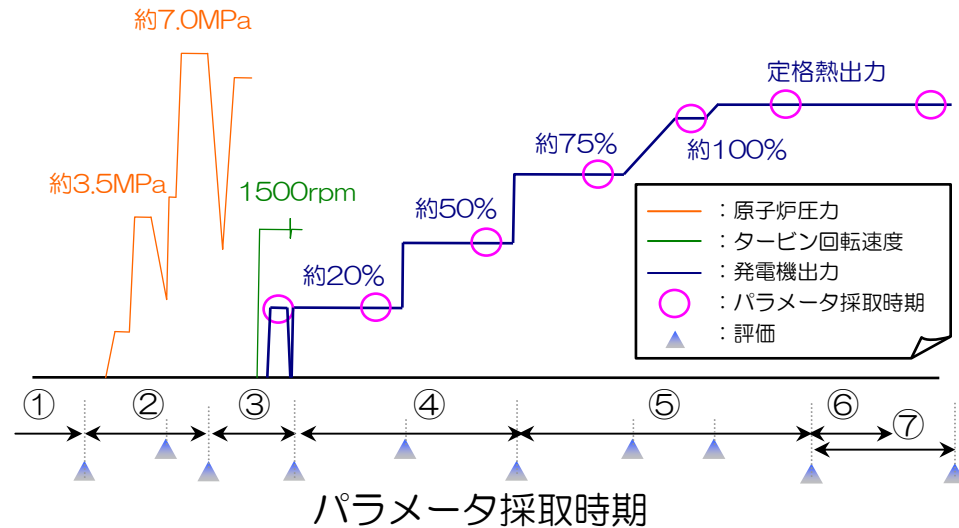 約7.0MPa
定格熱出力
約75%
約100%
約3.5MPa
1500rpm
約50%
約20%
：原子炉圧力
：タービン回転速度
：発電機出力
：パラメータ採取時期
：評価
① ② ③ ④ ⑤ ⑥
⑦
パラメータ採取時期